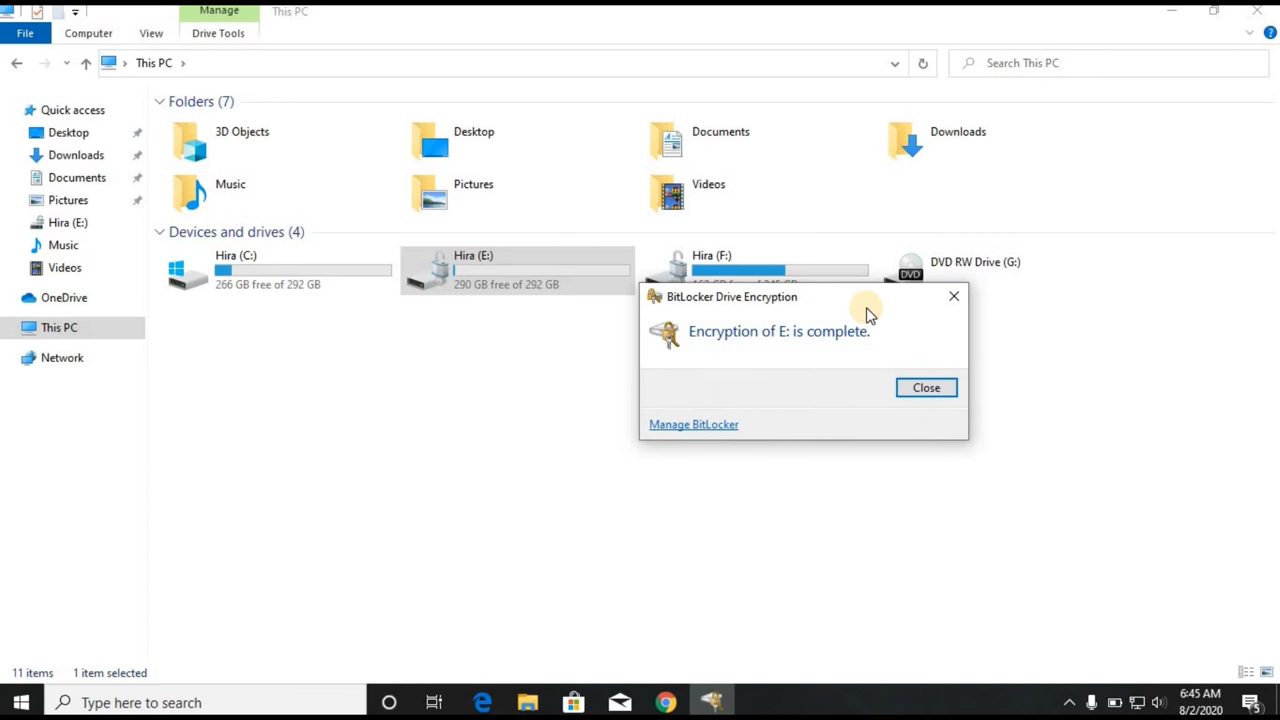 Manage
This PC
File
Computer
View
Drive Tools
This PC
Search This PC
Quick access
Desktop
Downloads
Documents
Pictures
Hira (E:)
Music
Videos
OneDrive
This PC
Network
Folders (7)
3D Objects
Desktop
Documents
Downloads
Music
Pictures
Videos
Devices and drives (4)
Hira (C:)
266 GB free of 292 GB
Hira (E:)
290 GB free of 292 GB
Hira (F:)
DVD RW Drive (G:)
DVD
BitLocker Drive Encryption
Encryption of E: is complete.
Close
Manage BitLocker
11 items
1 item selected
Type here to search
6:45 AM
8/2/2020
5